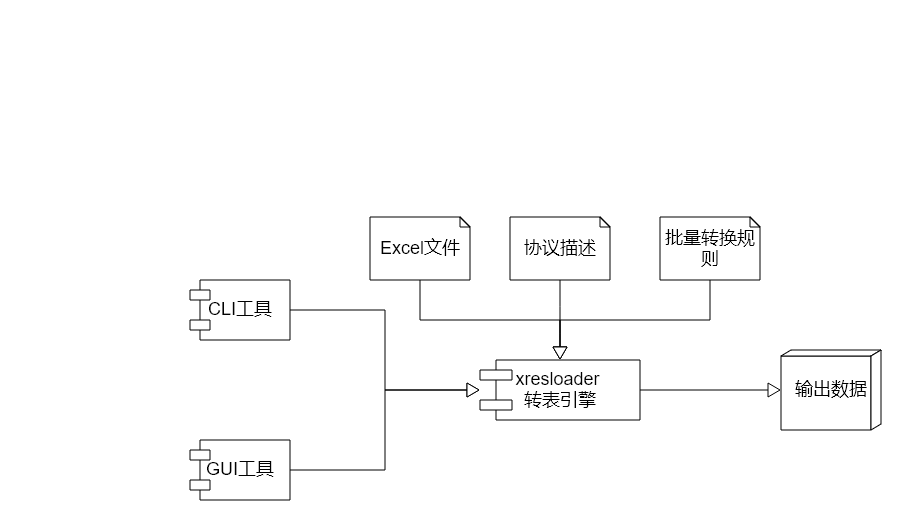 Excel文件
协议描述
批量转换规
则
CLI工具
xresloader
转表引擎
输出数据
GUI工具